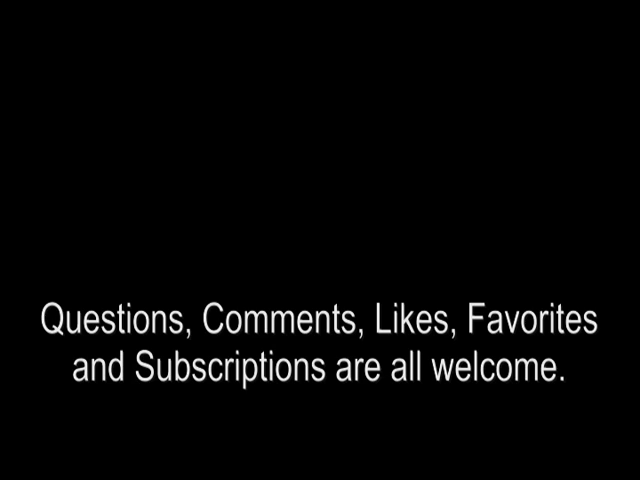 Questions, Comments, Likes, Favorites
and Subscriptions are all welcome.